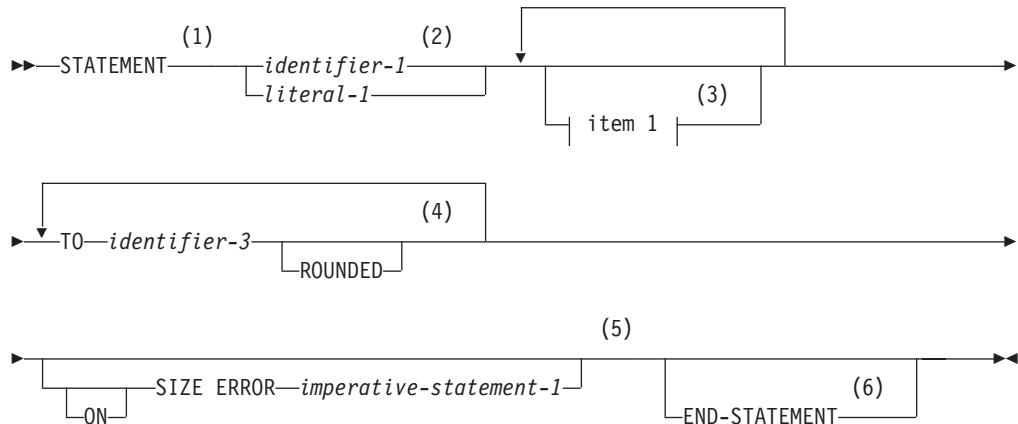 (1) (2)
STATEMENT identifier-1
literal-1 (3)
item 1
(4)
TO identifier-3
ROUNDED
(5)
SIZE ERROR imperative-statement-1
ON (6)
END-STATEMENT